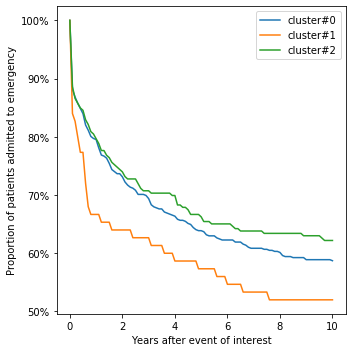 100%
90%
80%
70%
60%
50%
Proportion of patients admitted to emergency
cluster#0
cluster#1
cluster#2
0
2
4
6
8
10
Years after event of interest